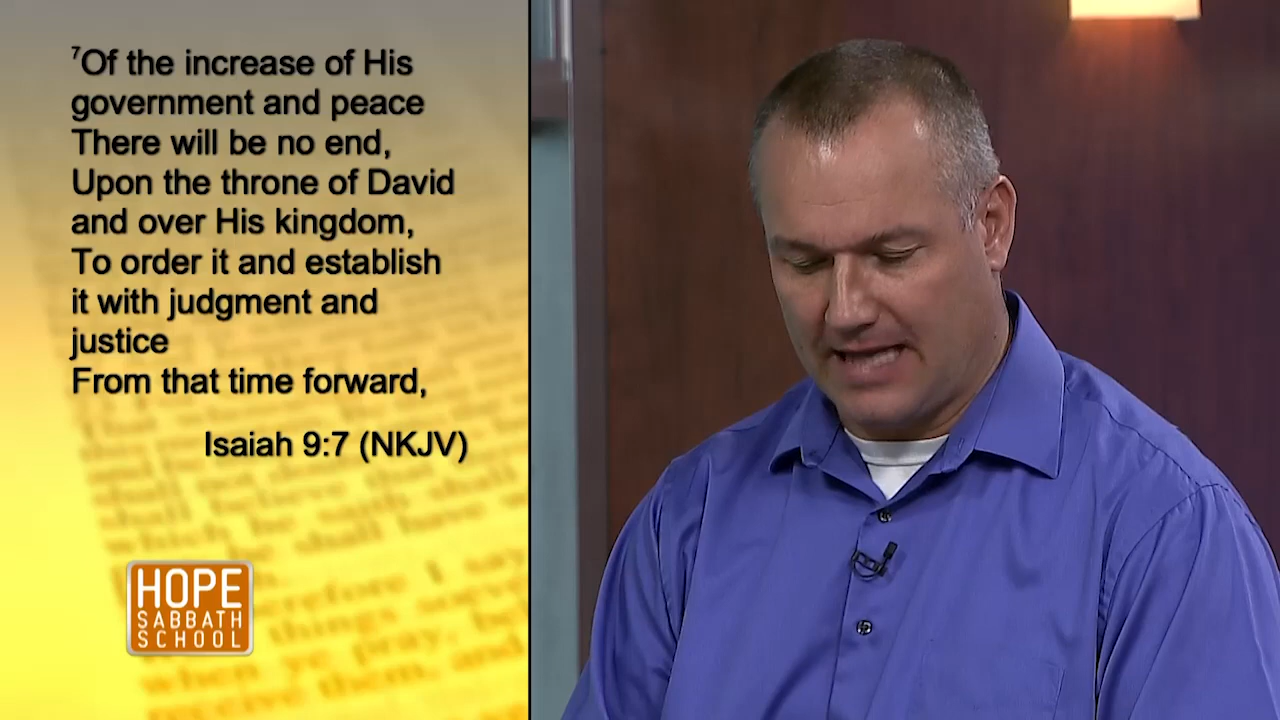 ⁷Of the increase of His
government and peace
There will be no end,
Upon the throne of David
and over His kingdom,
To order it and establish
it with judgment and
justice
From that time forward,
Isaiah 9:7 (NKJV)
HOPE
SABBATH
SCHOOL